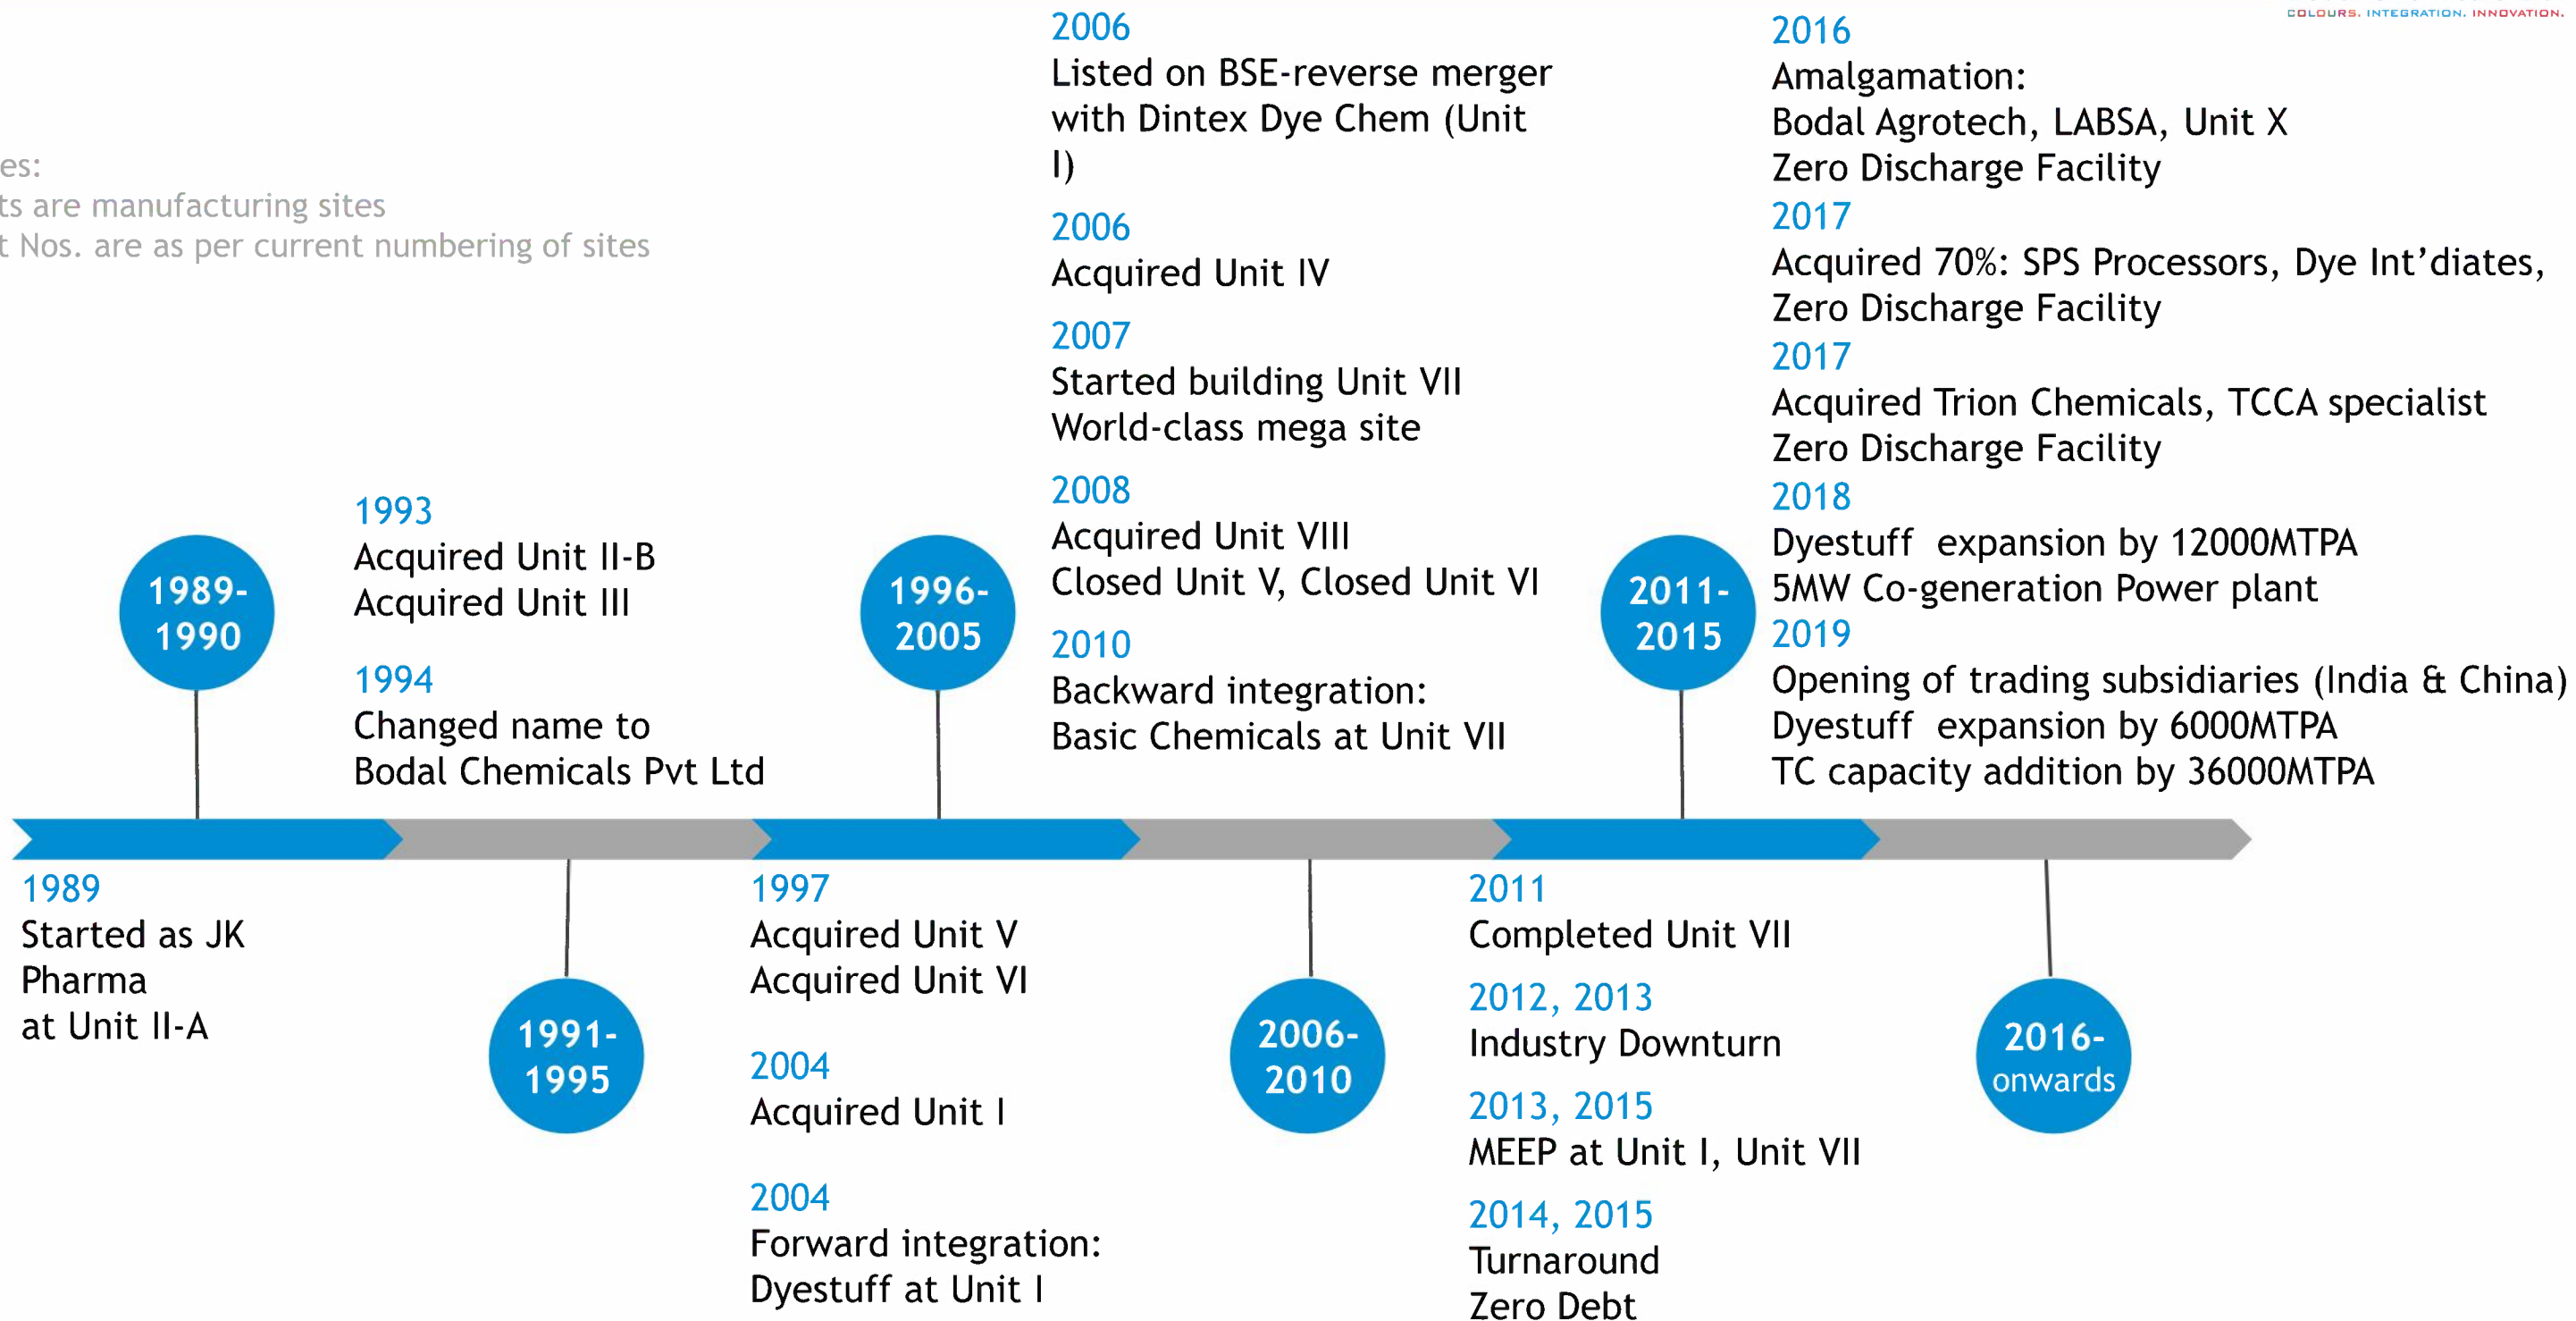 COLOURS. INTEGRATION. INNOVATION.
es:
ts are manufacturing sites
t Nos. are as per current numbering of sites
1989-
1990
1989
Started as JK
Pharma
at Unit II-A
1993
Acquired Unit II-B
Acquired Unit III
1994
Changed name to
Bodal Chemicals Pvt Ltd
1991-
1995
1996-
2005
1997
Acquired Unit V
Acquired Unit VI
2004
Acquired Unit I
2004
Forward integration:
Dyestuff at Unit I
2006
Listed on BSE-reverse merger
with Dintex Dye Chem (Unit
I)
2006
Acquired Unit IV
2007
Started building Unit VII
World-class mega site
2008
Acquired Unit VIII
Closed Unit V, Closed Unit VI
2010
Backward integration:
Basic Chemicals at Unit VII
2006-
2010
2011-
2015
2011
Completed Unit VII
2012, 2013
Industry Downturn
2013, 2015
MEEP at Unit I, Unit VII
2014, 2015
Turnaround
Zero Debt
2016
Amalgamation:
Bodal Agrotech, LABSA, Unit X
Zero Discharge Facility
2017
Acquired 70%: SPS Processors, Dye Int’diates,
Zero Discharge Facility
2017
Acquired Trion Chemicals, TCCA specialist
Zero Discharge Facility
2018
Dyestuff expansion by 12000MTPA
5MW Co-generation Power plant
2019
Opening of trading subsidiaries (India & China)
Dyestuff expansion by 6000MTPA
TC capacity addition by 36000MTPA
2016-
onwards